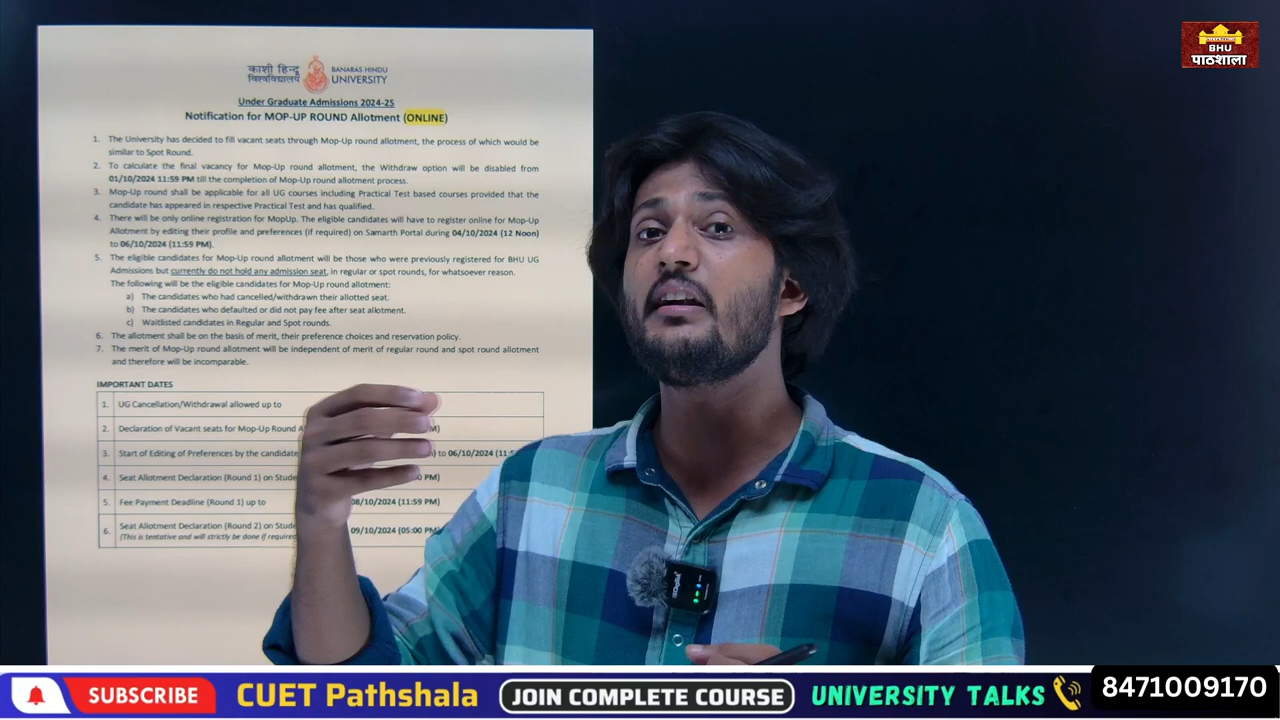 BHU
पाठशाला
काशी हिन्दू
विश्वविद्यालय
BANARAS HINDU
UNIVERSITY
Under Graduate Admissions 2024-25
Notification for MOP-UP ROUND Allotment (ONLINE)
1. The University has decided to fill vacant seats through Mop-Up round allotment, the process of which would be
similar to Spot Round.
2. To calculate the final vacancy for Mop-Up round allotment, the Withdraw option will be disabled from
01/10/2024 11:59 PM till the completion of Mop-Up round allotment process.
3. Mop-Up round shall be applicable for all UG courses including Practical Test based courses provided that the
candidate has appeared in respective Practical Test and has qualified.
4. There will be only online registration for MopUp. The eligible candidates will have to register online for Mop-Up
Allotment by editing their profile and preferences (if required) on Samarth Portal during 04/10/2024 (12 Noon)
to 06/10/2024 (11:59 PM).
5. The eligible candidates for Mop-Up round allotment will be those who were previously registered for BHU UG
Admissions but currently do not hold any admission seat, in regular or spot rounds, for whatsoever reason.
The following will be the eligible candidates for Mop-Up round allotment:
a) The candidates who had cancelled/withdrawn their allotted seat.
b) The candidates who defaulted or did not pay fee after seat allotment.
c) Waitlisted candidates in Regular and Spot rounds.
6. The allotment shall be on the basis of merit, their preference choices and reservation policy.
7. The merit of Mop-Up round allotment will be independent of merit of regular round and spot round allotment
and therefore will be incomparable.
IMPORTANT DATES
1. UG Cancellation/Withdrawal allowed up to
2. Declaration of Vacant seats for Mop-Up Round A M)
3. Start of Editing of Preferences by the candidate ) to 06/10/2024 (11:5
4. Seat Allotment Declaration (Round 1) on Stude 0 PM)
5. Fee Payment Deadline (Round 1) up to 08/10/2024 (11:59 PM)
6. Seat Allotment Declaration (Round 2) on Stude 09/10/2024 (05:00 PM)
(This is tentative and will strictly be done if required
SUBSCRIBE CUET Pathshala JOIN COMPLETE COURSE UNIVERSITY TALKS 8471009170